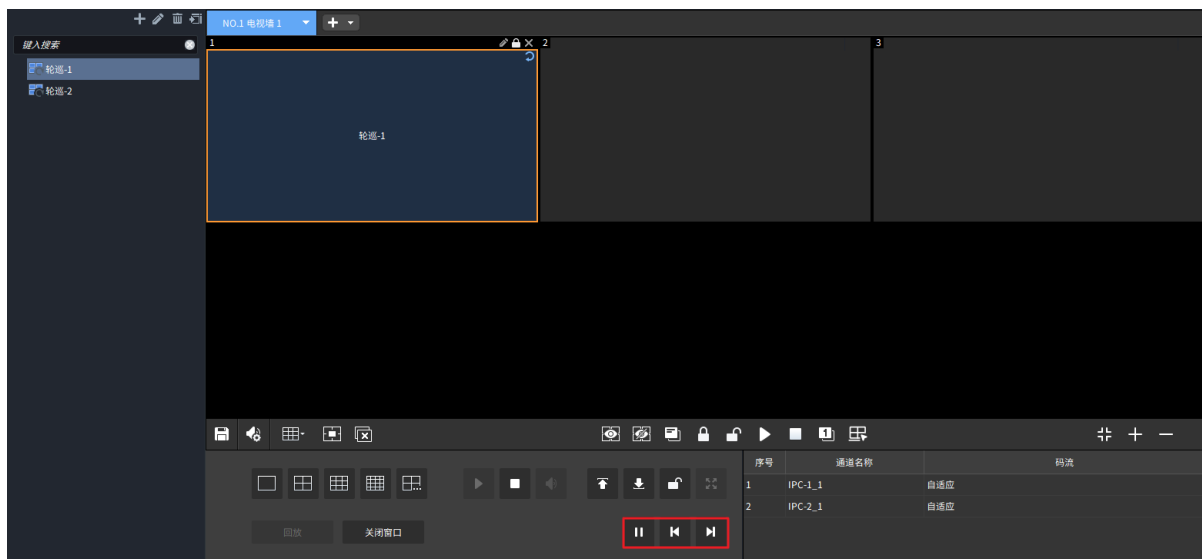 NO.1 电视墙 1
键入搜索
轮巡-1
轮巡-2
1
2
3
轮巡-1
1
序号 通道名称 码流
1 IPC-1_1 自适应
2 IPC-2_1 自适应
回放 关闭窗口